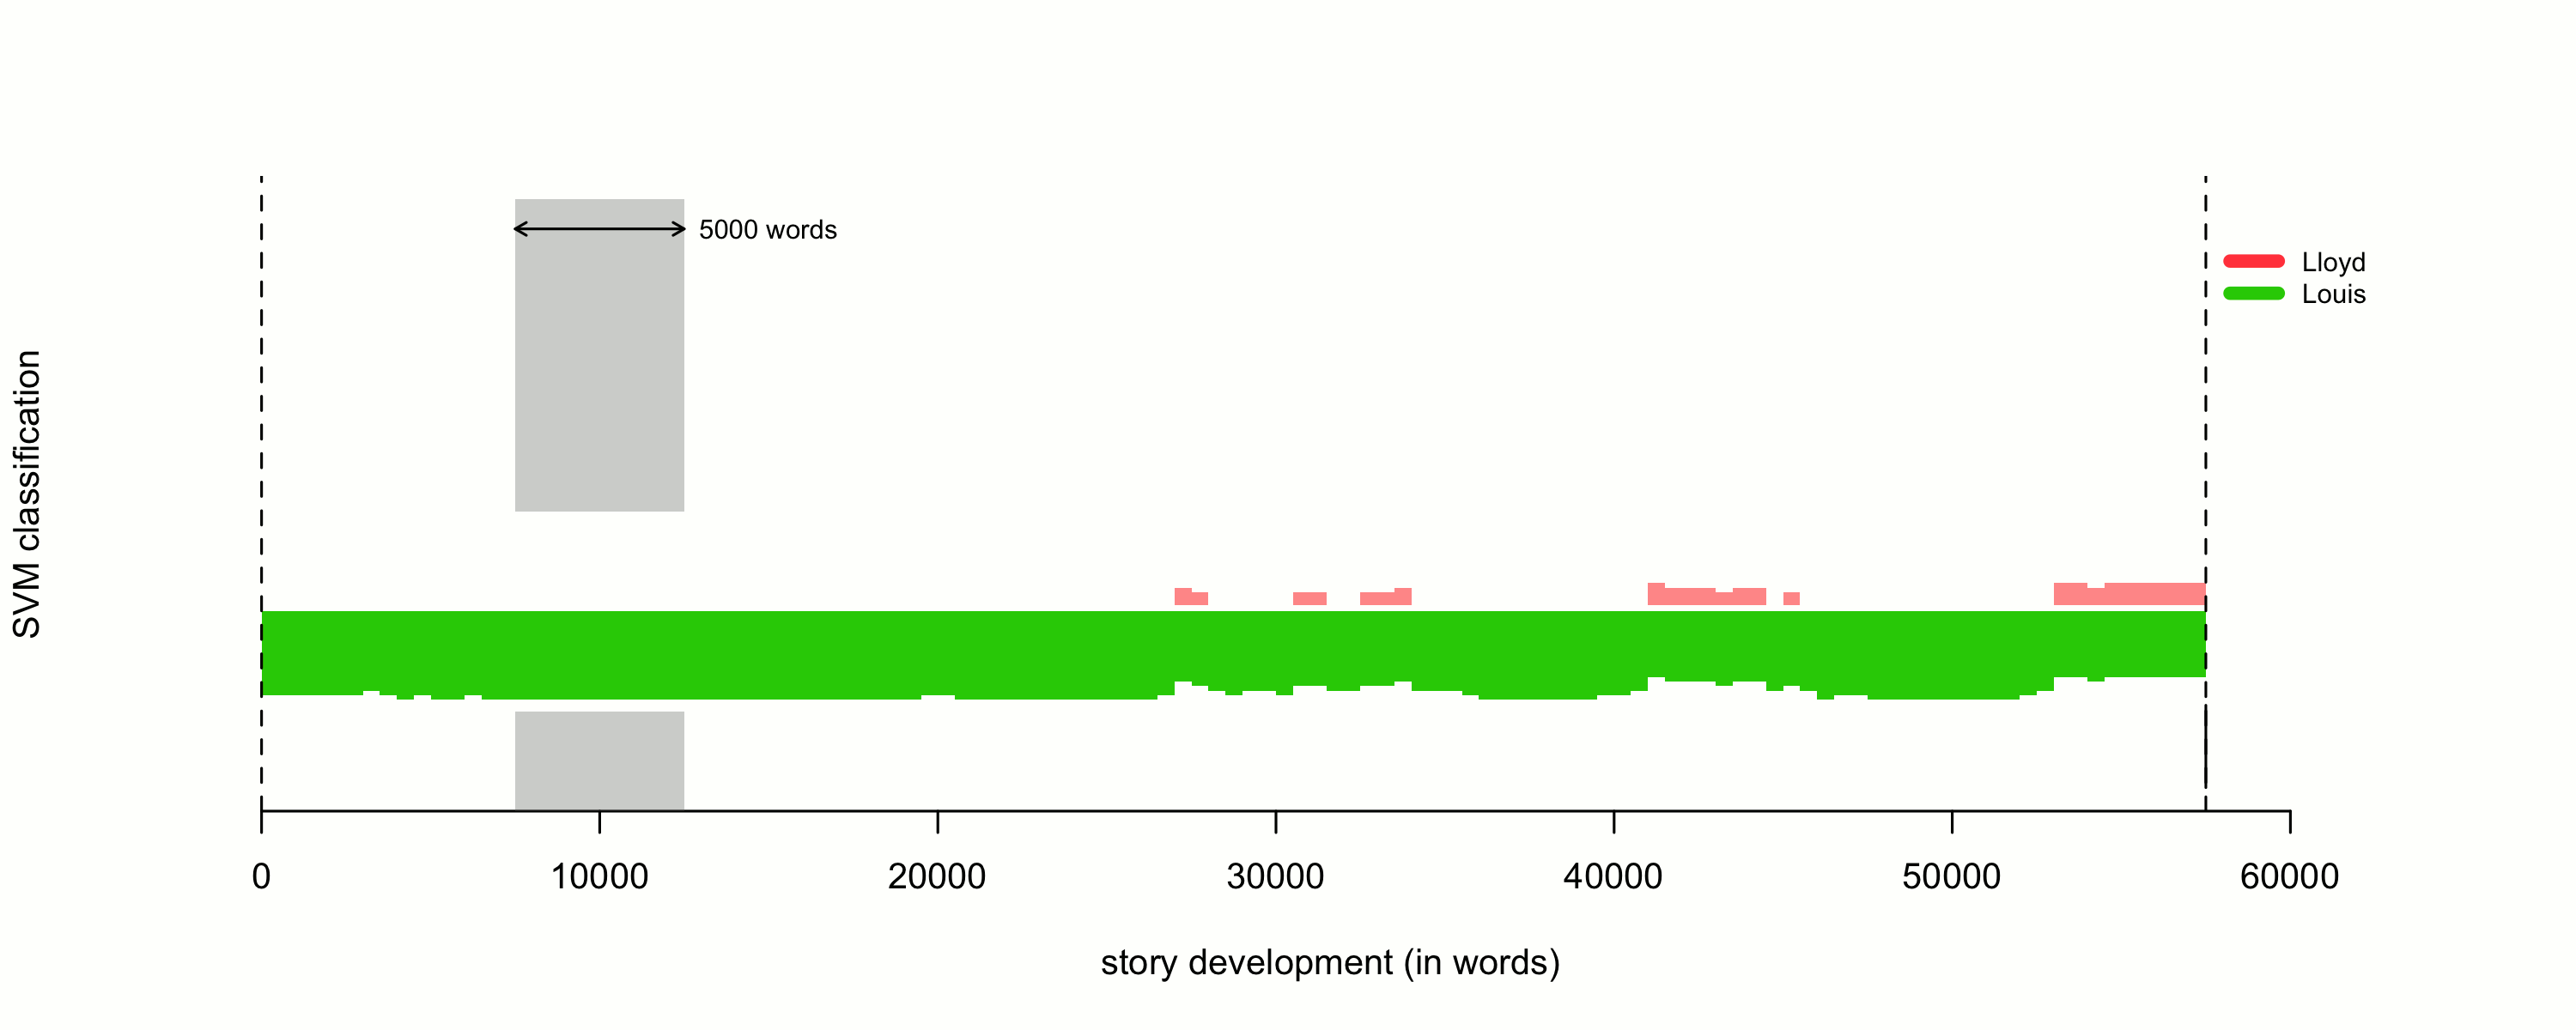 5000 words
Lloyd
Louis
SVM classification
0 10000 20000 30000 40000 50000 60000
story development (in words)